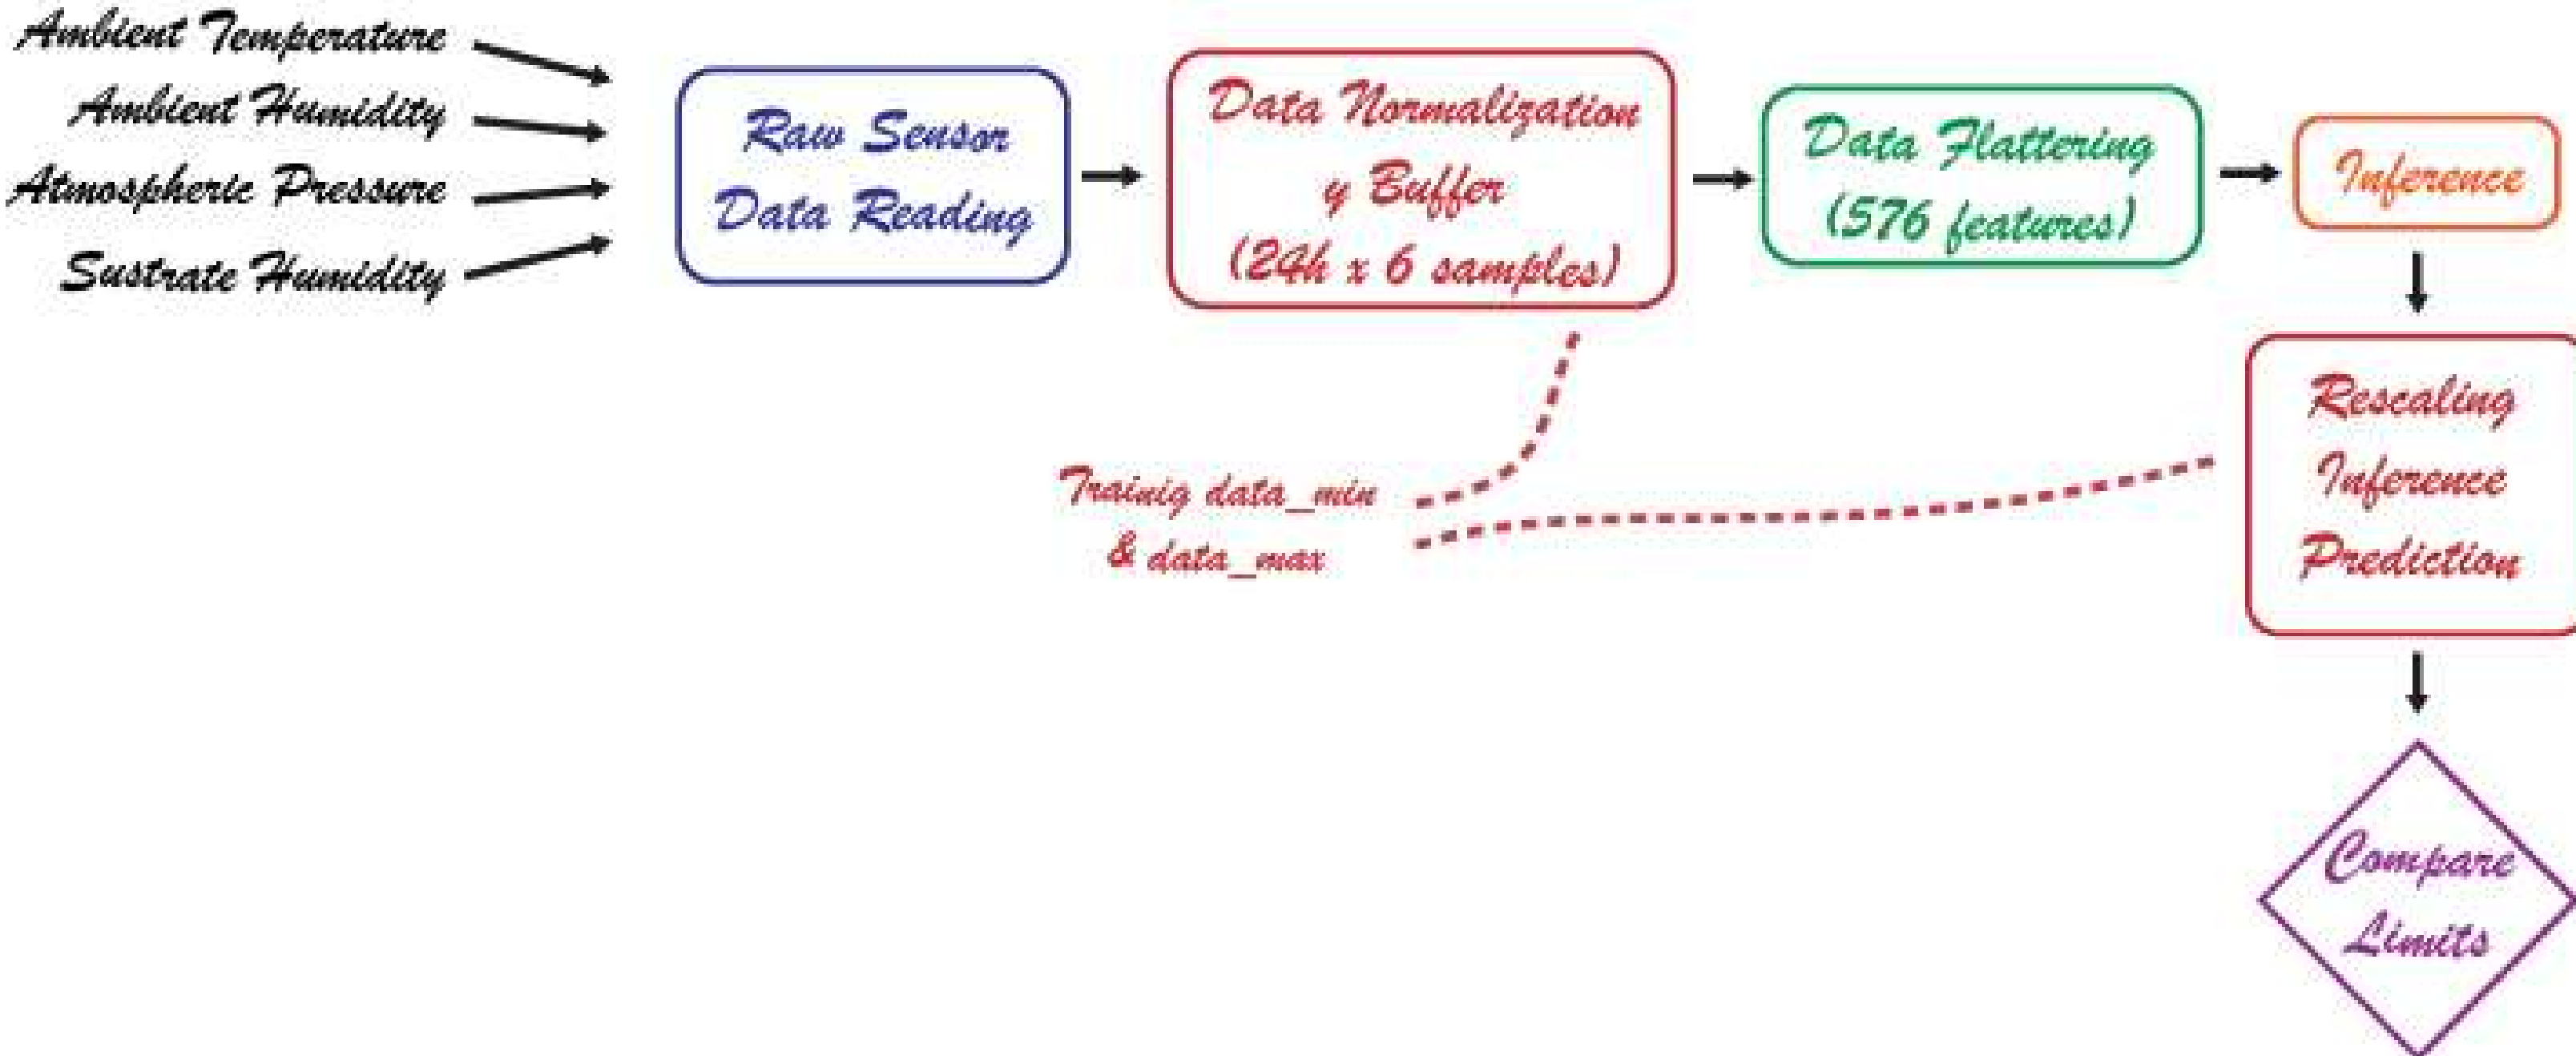 Ambient Temperature
Ambient Humidity
Atmospheric Pressure
Sustrate Humidity
Raw Sensor
Data Reading
Data Normalization
y Buffer
(24h x 6 samples)
Data Flattering
(576 features)
Inference
Trainig data_min
& data_max
Rescaling
Inference
Prediction
Compare
Limits